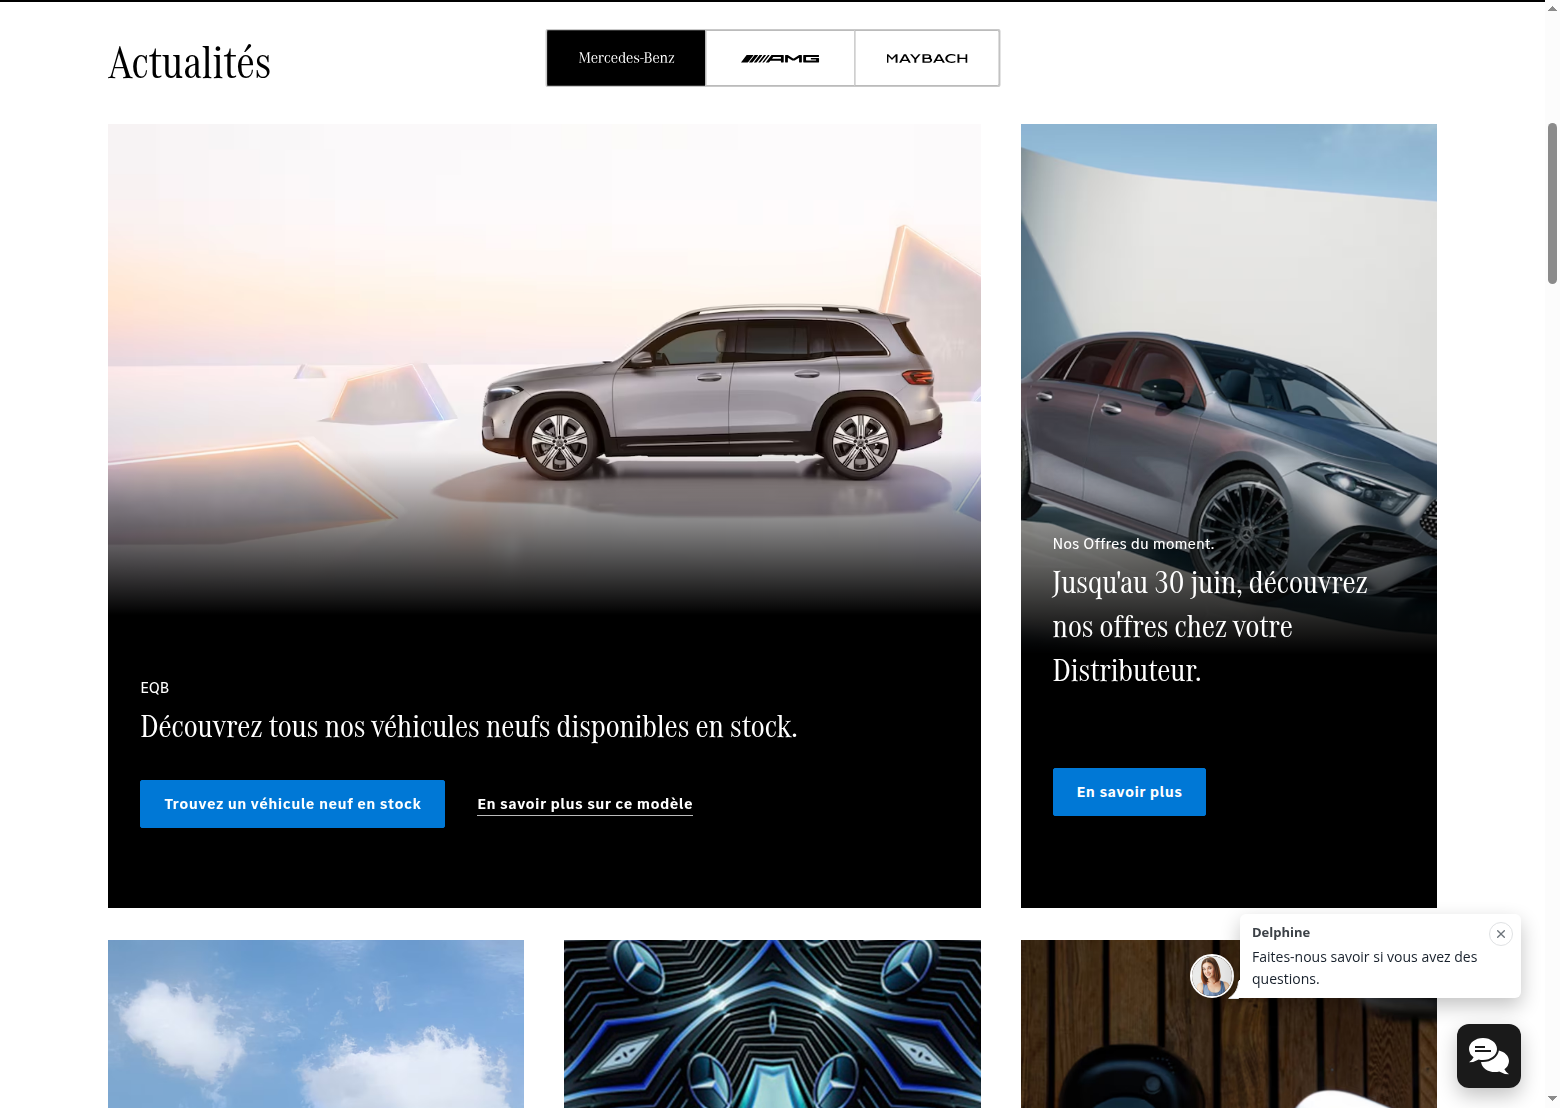 Actualités
Mercedes-Benz
AMG
MAYBACH
EQB
Découvrez tous nos véhicules neufs disponibles en stock.
Trouvez un véhicule neuf en stock
En savoir plus sur ce modèle
Nos Offres du moment.
Jusqu'au 30 juin, découvrez
nos offres chez votre
Distributeur.
En savoir plus
Delphine
Faites-nous savoir si vous avez des
questions.